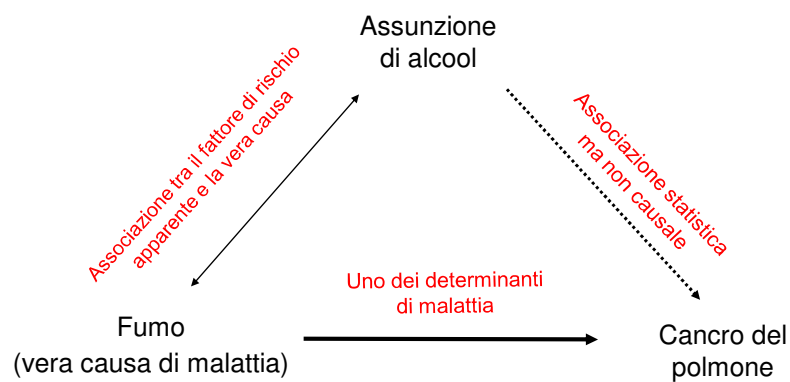 Assunzione
di alcool
Associazione tra il fattore di rischio
apparente e la vera causa
Associazione statistica
ma non causale
Uno dei determinanti
di malattia
Fumo
(vera causa di malattia)
Cancro del
polmone